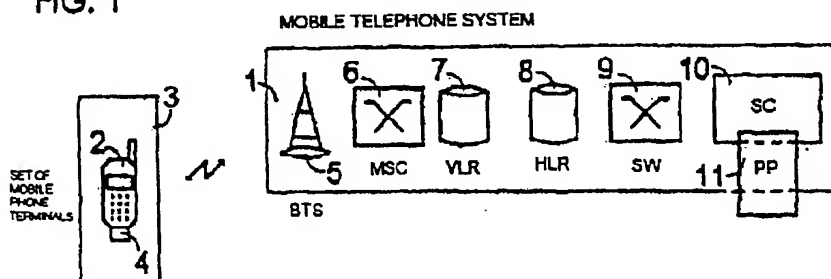 FIG. 1
MOBILE TELEPHONE SYSTEM
1
6
7
8
9
10
3
2
SC
SET OF
MOBILE
PHONE
TERMINALS
5
MSC
VLR
HLR
SW
11
PP
BTS
4